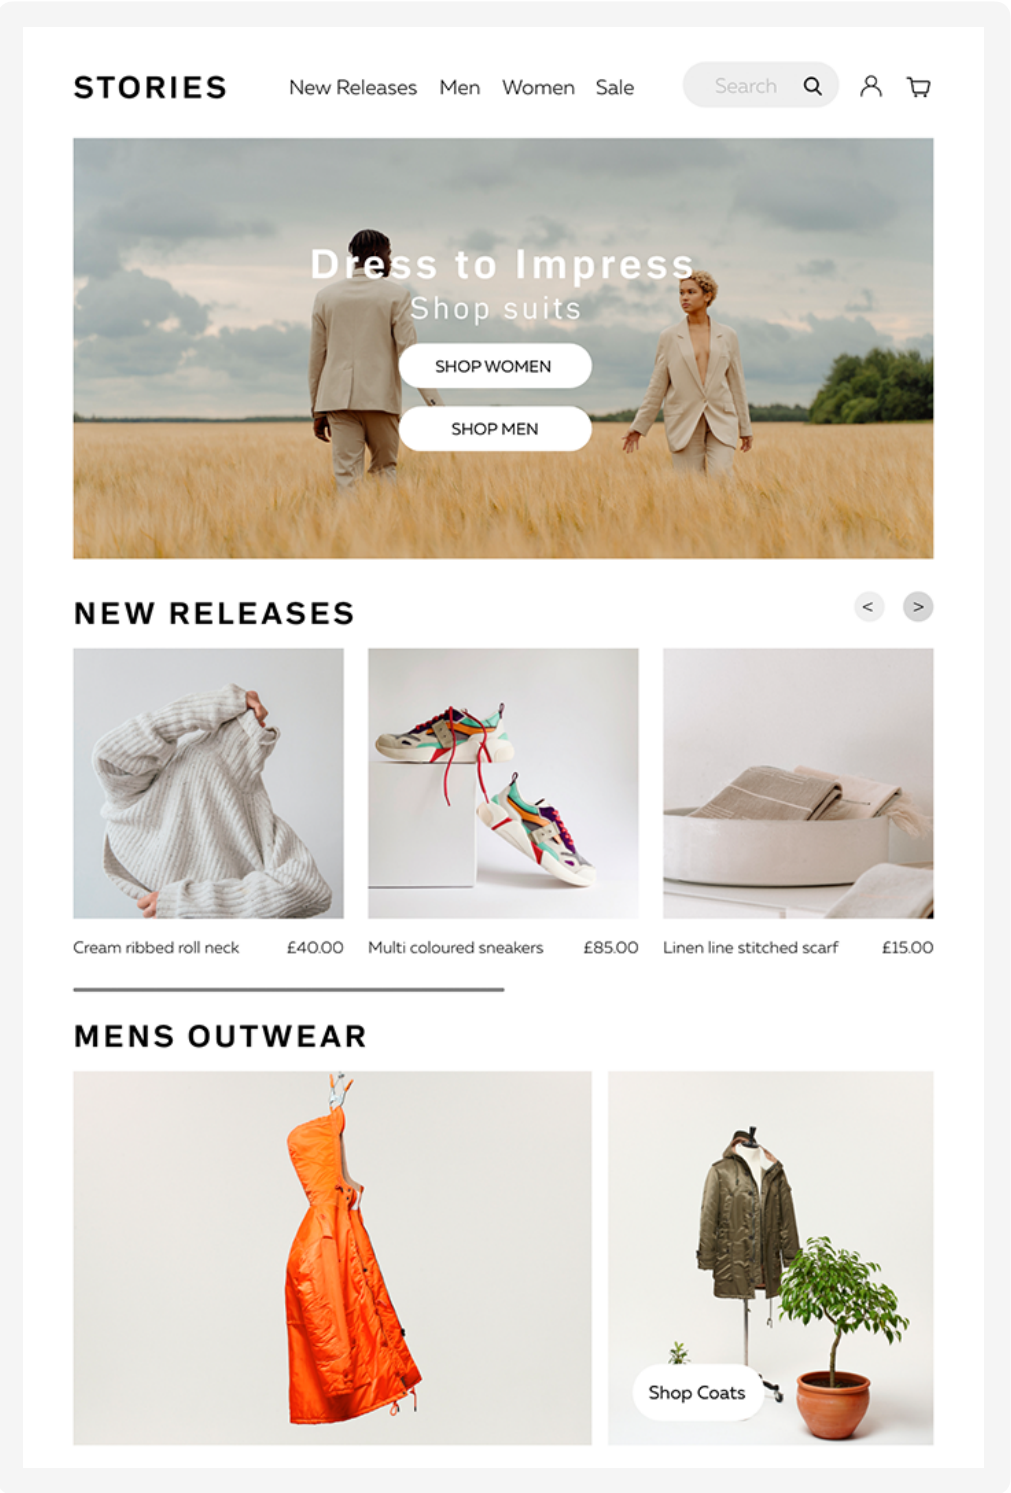 STORIES
New Releases Men Women Sale
Search
Dress to Impress
Shop suits
SHOP WOMEN
SHOP MEN
NEW RELEASES
< >
Cream ribbed roll neck £40.00
Multi coloured sneakers £85.00
Linen line stitched scarf £15.00
MENS OUTWEAR
Shop Coats